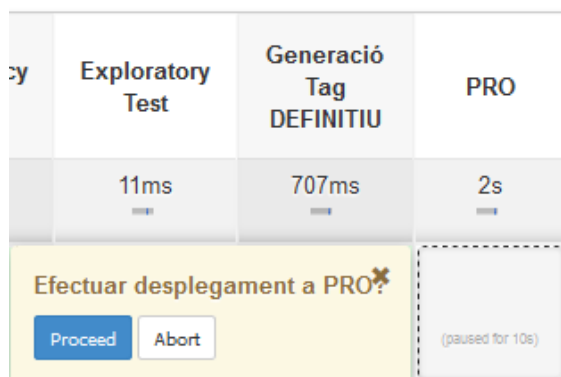 cy
Exploratory
Test
Generació
Tag
DEFINITIU
PRO
11ms
707ms
2s
Efectuar desplegament a PRO?
Proceed
Abort
(paused for 10s)